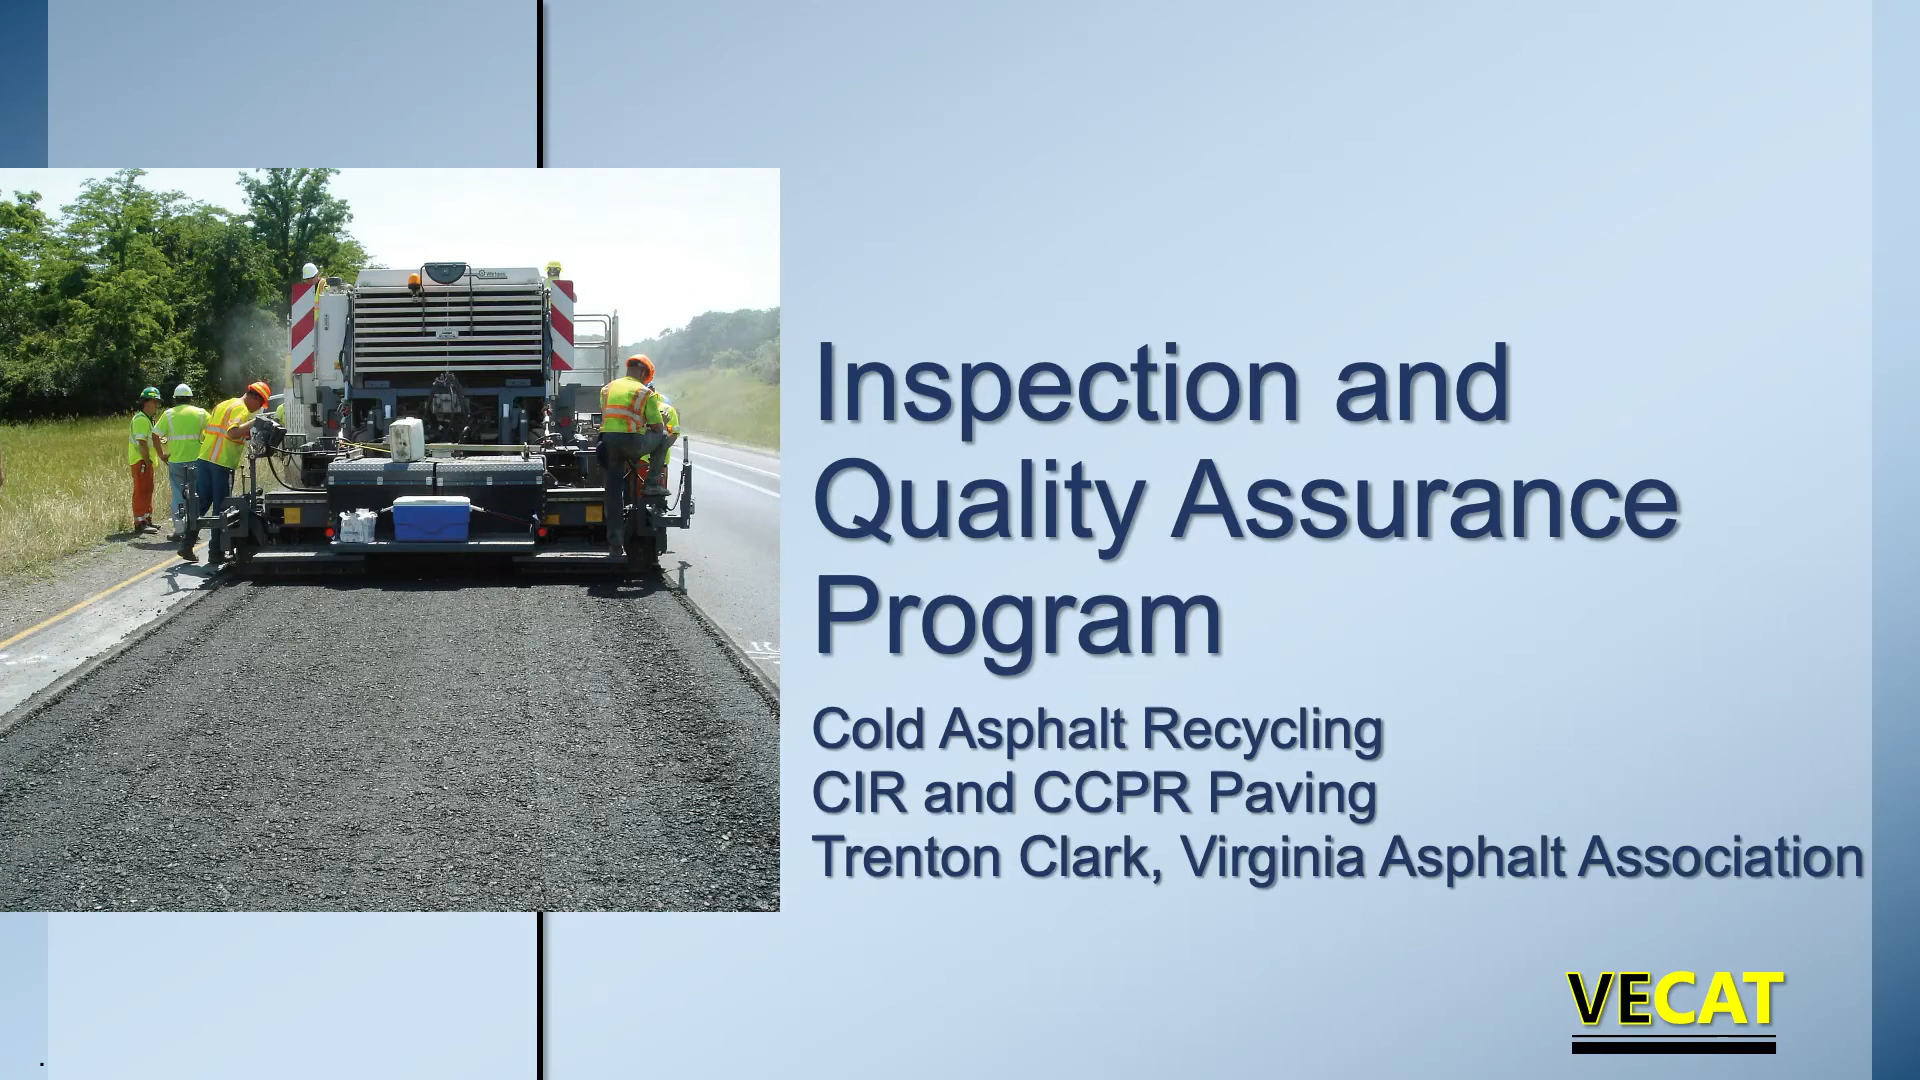 Inspection and
Quality Assurance
Program
Cold Asphalt Recycling
CIR and CCPR Paving
Trenton Clark, Virginia Asphalt Association
VECAT